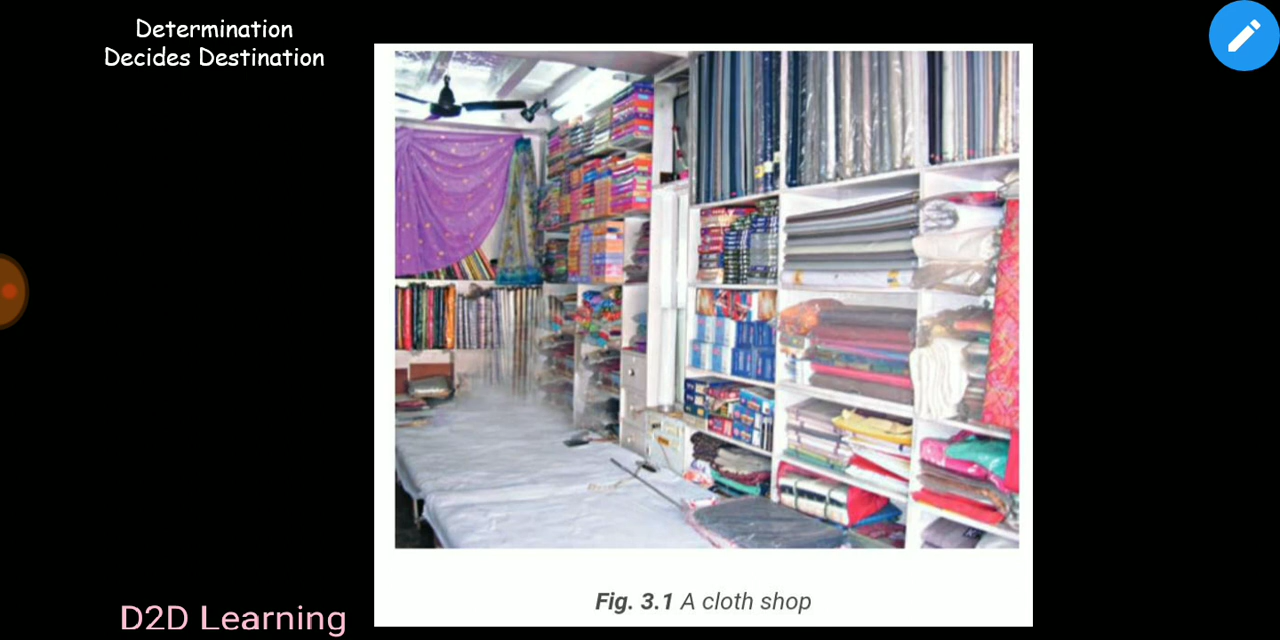 Determination
Decides Destination
Fig. 3.1 A cloth shop
D2D Learning